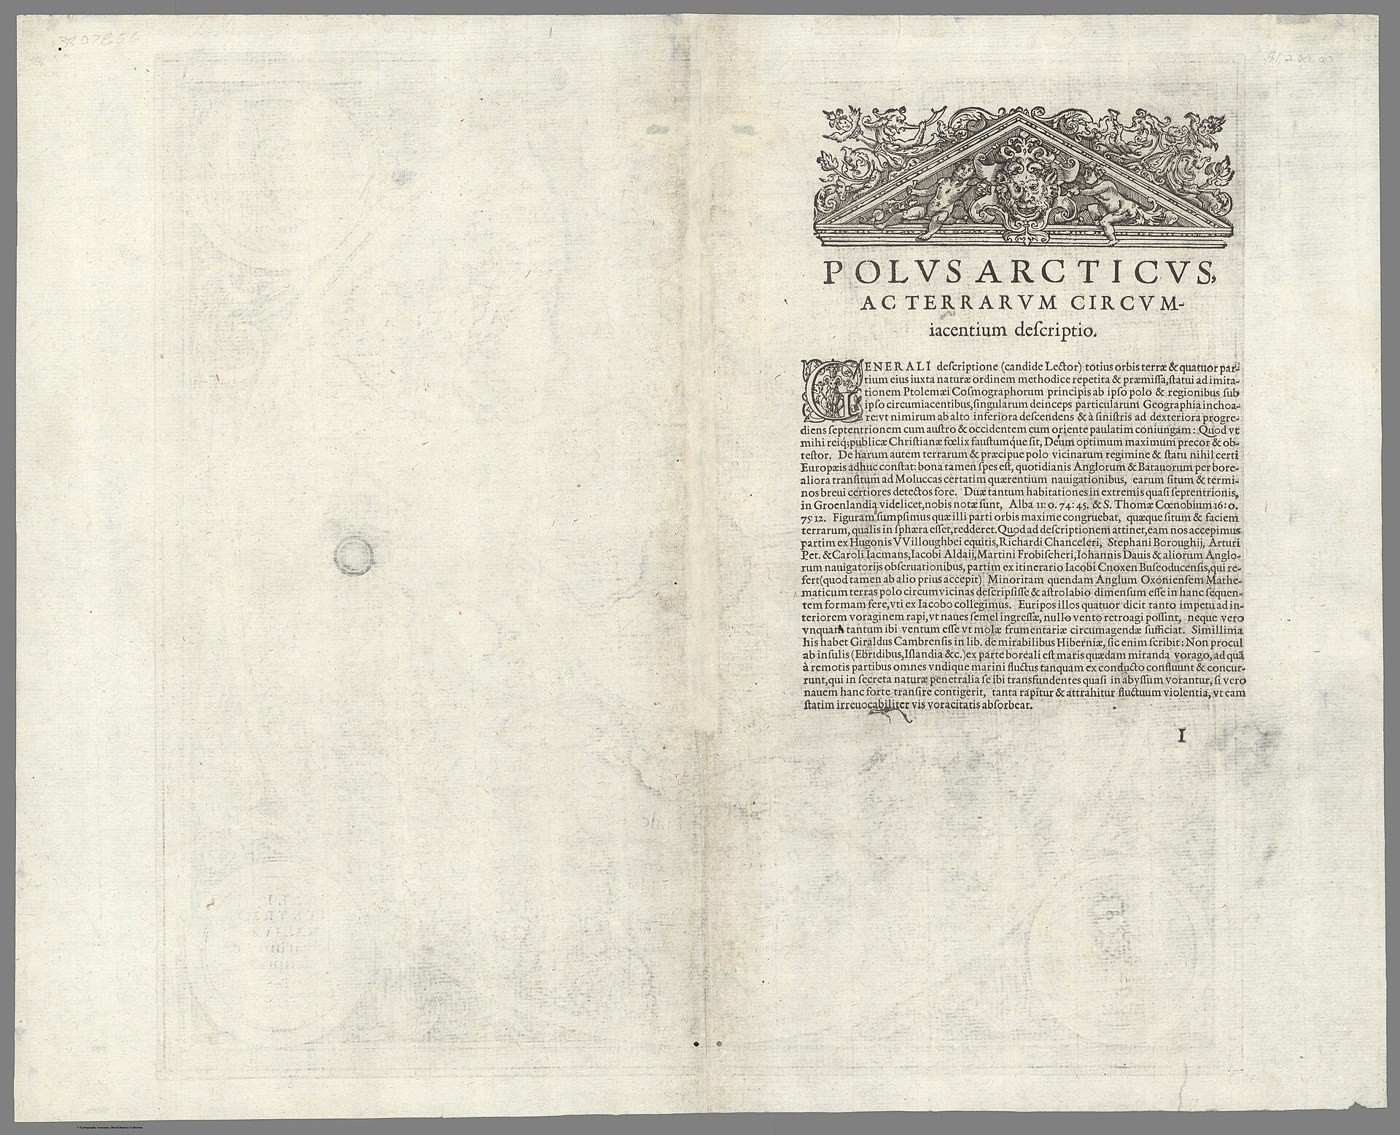 POLVS ARCTICVS,
AC TERRARVM CIRCVM-
iacentium deſcriptio.
GENERALI deſcriptione (candide Lector) totius orbis terræ & quatuor par-
tium eius iuxta naturæ ordinem methodice repetita & præmiſſa, ſtatui ad imita-
tionem Ptolemæi Coſmographorum principis ab ipſo polo & regionibus ſub
ipſo circumiacentibus, ſingularum deinceps particularum Geographia inchoa-
re: vt nimirum ab alto inferiora deſcendens & à ſiniſtris ad dexteriora progre-
diens ſeptentrionem cum auſtro & occidentem cum oriente paulatim coniungam: Quod vt
mihi reiq; publicæ Chriſtianæ fœlix fauſtumque ſit, Deum optimum maximum precor & ob-
teſtor. De harum autem terrarum & præcipue polo vicinarum regimine & ſtatu nihil certi
Europæis adhuc conſtat: bona tamen ſpes eſt, quotidianis Anglorum & Batauorum per bore-
aliora tranſitum ad Moluccas certatim quærentium nauigationibus, earum ſitum & termi-
nos breui certiores detectos fore. Duæ tantum habitationes in extremis quaſi ſeptentrionis,
in Groenlandia videlicet, nobis notæ ſunt, Alba 11: 0. 74: 45. & S. Thomæ Cœnobium 16: 0.
75: 12. Figuram ſumpſimus quæ illi parti orbis maxime congruebat, quæque ſitum & faciem
terrarum, qualis in ſphæra eſſet, redderet. Quod ad deſcriptionem attinet, eam nos accepimus
partim ex Hugonis VVilloughbei equitis, Richardi Chanceleri, Stephani Boroughij, Arturi
Pet. & Caroli Iacmans, Iacobi Aldaij, Martini Frobiſcheri, Iohannis Dauis & aliorum Anglo-
rum nauigatorijs obſeruationibus, partim ex itinerario Iacobi Cnoxen Buſcoducensis, qui re-
fert (quod tamen ab alio prius accepit) Minoritam quendam Anglum Oxonienſem Mathe-
maticum terras polo circumvicinas deſcripſiſſe & aſtrolabio dimenſum eſſe in hanc ſequen-
tem formam fere, vti ex Iacobo collegimus. Euripos illos quatuor dicit tanto impetu ad in-
teriorem voraginem rapi, vt naues ſemel ingreſſæ, nullo vento retroagi poſſint, neque vero
vnquam tantum ibi ventum eſſe vt molæ frumentariæ circumagendæ ſufficiat. Simillima
his habet Giraldus Cambrenſis in lib. de mirabilibus Hiberniæ, ſic enim ſcribit: Non procul
ab inſulis (Ebridibus, Iſlandia &c.) ex parte boreali eſt maris quædam miranda vorago, ad quã
à remotis partibus omnes vndique marini fluctus tanquam ex conducto confluunt & concur-
runt, qui in ſecreta naturæ penetralia ſe ibi tranſfundentes quaſi in abyſſum vorantur, ſi vero
nauem hanc forte tranſire contigerit, tanta rapitur & attrahitur fluctuum violentia, vt eam
ſtatim irreuocabiliter vis voracitatis abſorbeat.
I